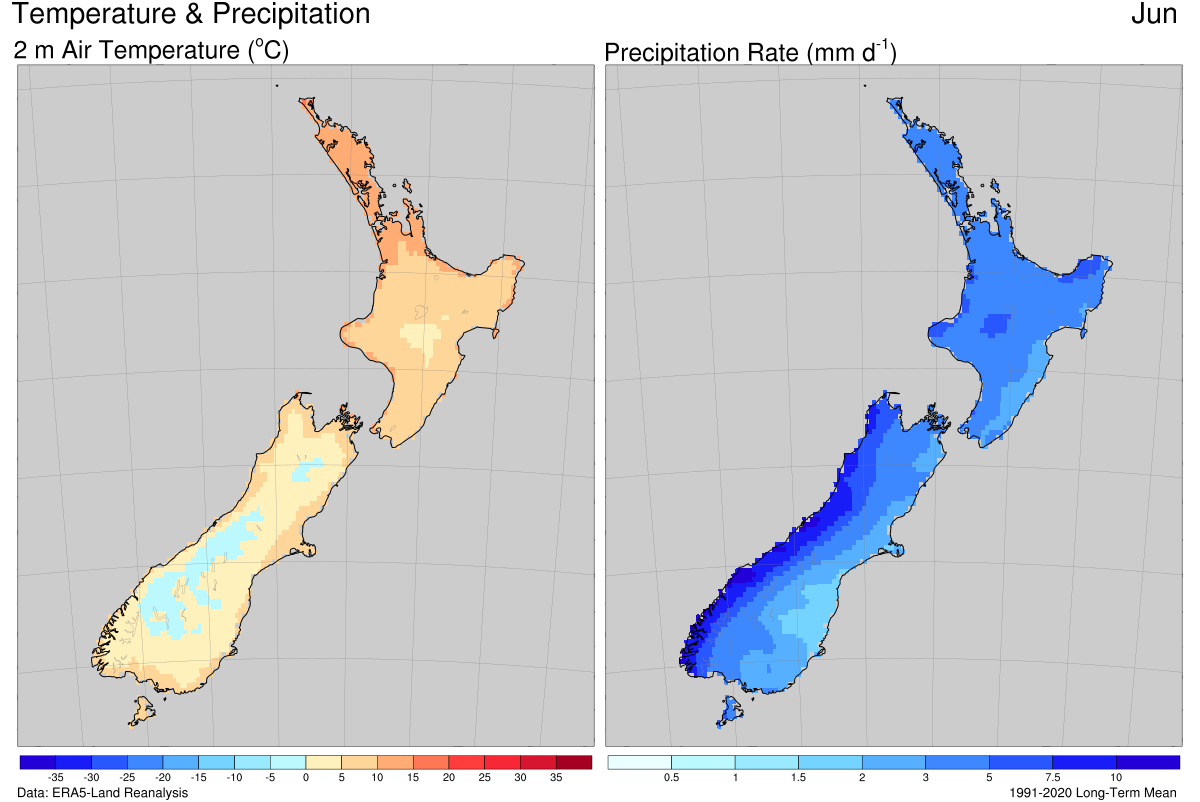 Temperature & Precipitation
Jun
2 m Air Temperature (°C)
Precipitation Rate (mm d⁻¹)
-35 -30 -25 -20 -15 -10 -5 0 5 10 15 20 25 30 35
0.5 1 1.5 2 3 5 7.5 10
Data: ERA5-Land Reanalysis
1991-2020 Long-Term Mean